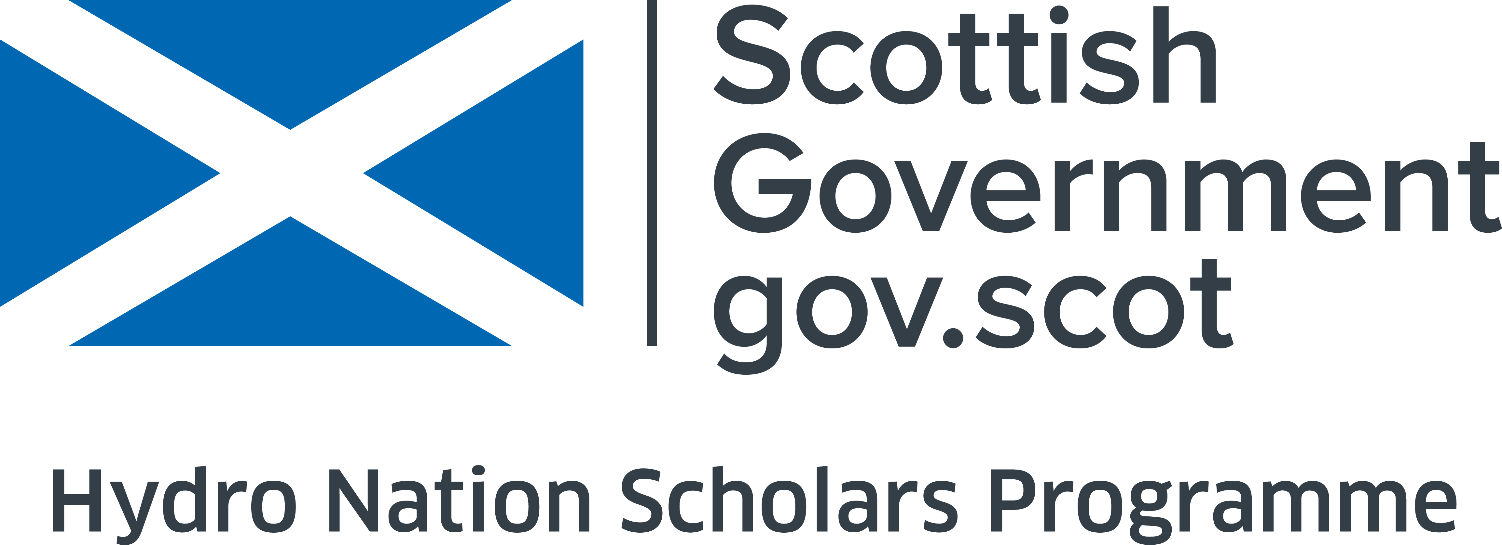 Scottish
Government
gov.scot
Hydro Nation Scholars Programme